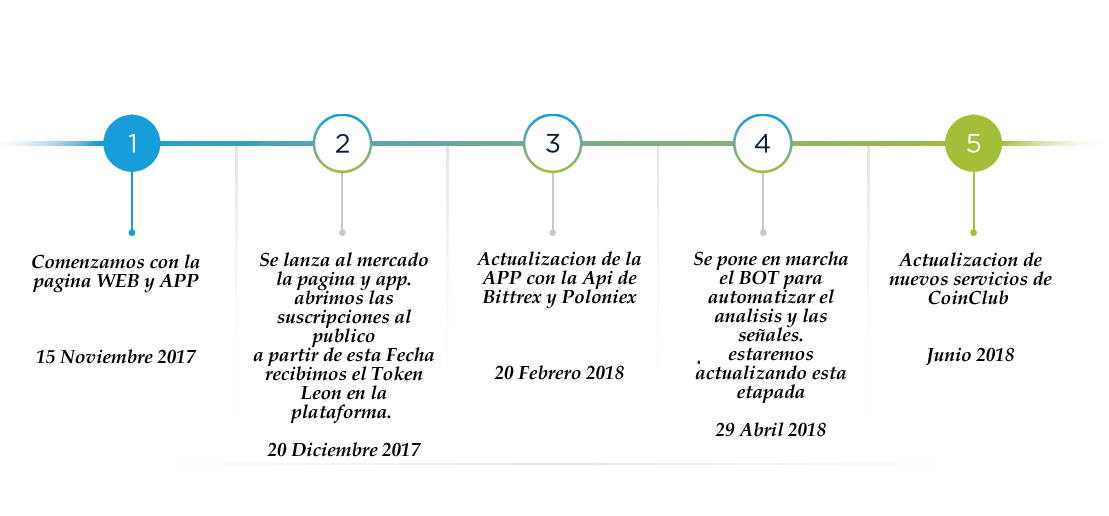 1
Comenzamos con la
pagina WEB y APP
15 Noviembre 2017
2
Se lanza al mercado
la pagina y app.
abrimos las
suscripciones al
publico
a partir de esta Fecha
recibimos el Token
Leon en la
plataforma.
20 Diciembre 2017
3
Actualizacion de la
APP con la Api de
Bittrex y Poloniex
20 Febrero 2018
4
Se pone en marcha
el BOT para
automatizar el
analisis y las
señales.
estaremos
actualizando esta
etapada
29 Abril 2018
5
Actualizacion de
nuevos servicios de
CoinClub
Junio 2018